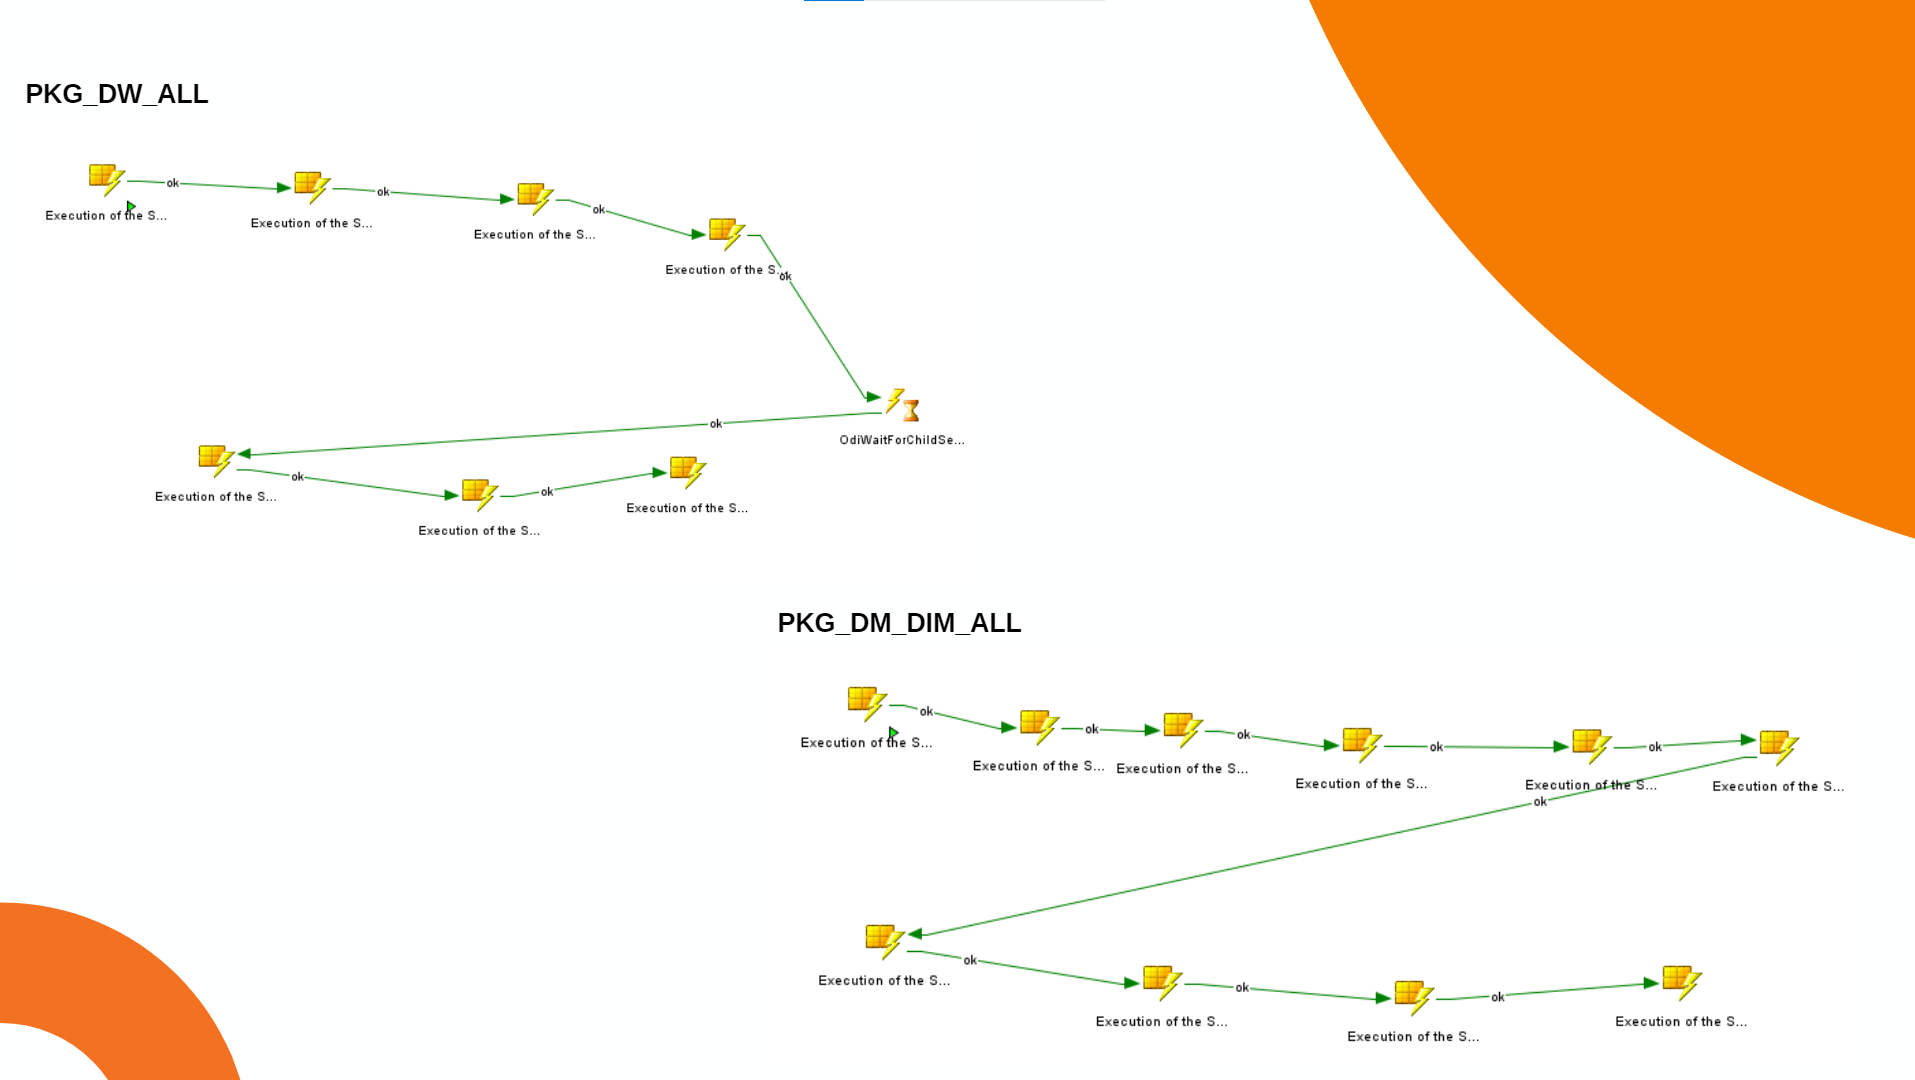 PKG_DW_ALL
ok
ok
ok
Execution of the S...
Execution of the S...
Execution of the S...
Execution of the S...
ok
ok
OdiWaitForChildSe...
ok
Execution of the S...
ok
Execution of the S...
Execution of the S...
PKG_DM_DIM_ALL
ok
ok
ok
ok
ok
Execution of the S...
Execution of the S...
Execution of the S...
Execution of the S...
Execution of the S...
Execution of the S...
ok
ok
Execution of the S...
ok
ok
Execution of the S...
Execution of the S...
Execution of the S...